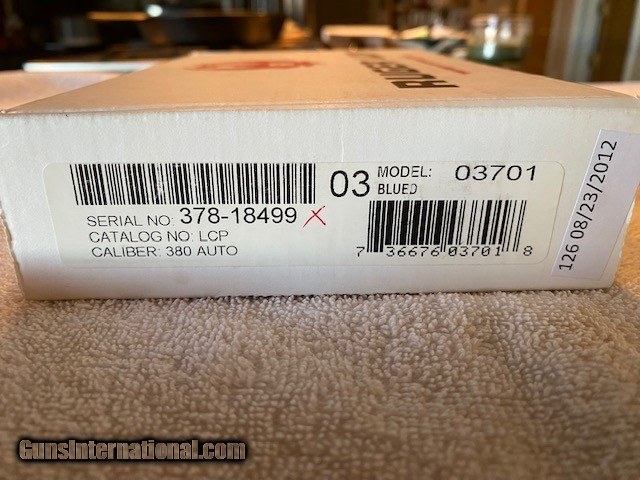 RUGER
03 MODEL: 03701
BLUED
SERIAL NO: 378-18499 X
CATALOG NO: LCP
CALIBER: 380 AUTO
7 36676 03701 8
126 08/23/2012
GunsInternational.com